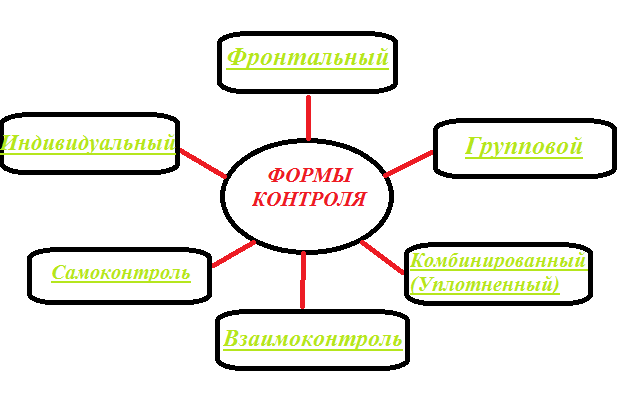 Фронтальный
Индивидуальный
Групповой
ФОРМЫ
КОНТРОЛЯ
Самоконтроль
Комбинированный
(Уплотненный)
Взаимоконтроль